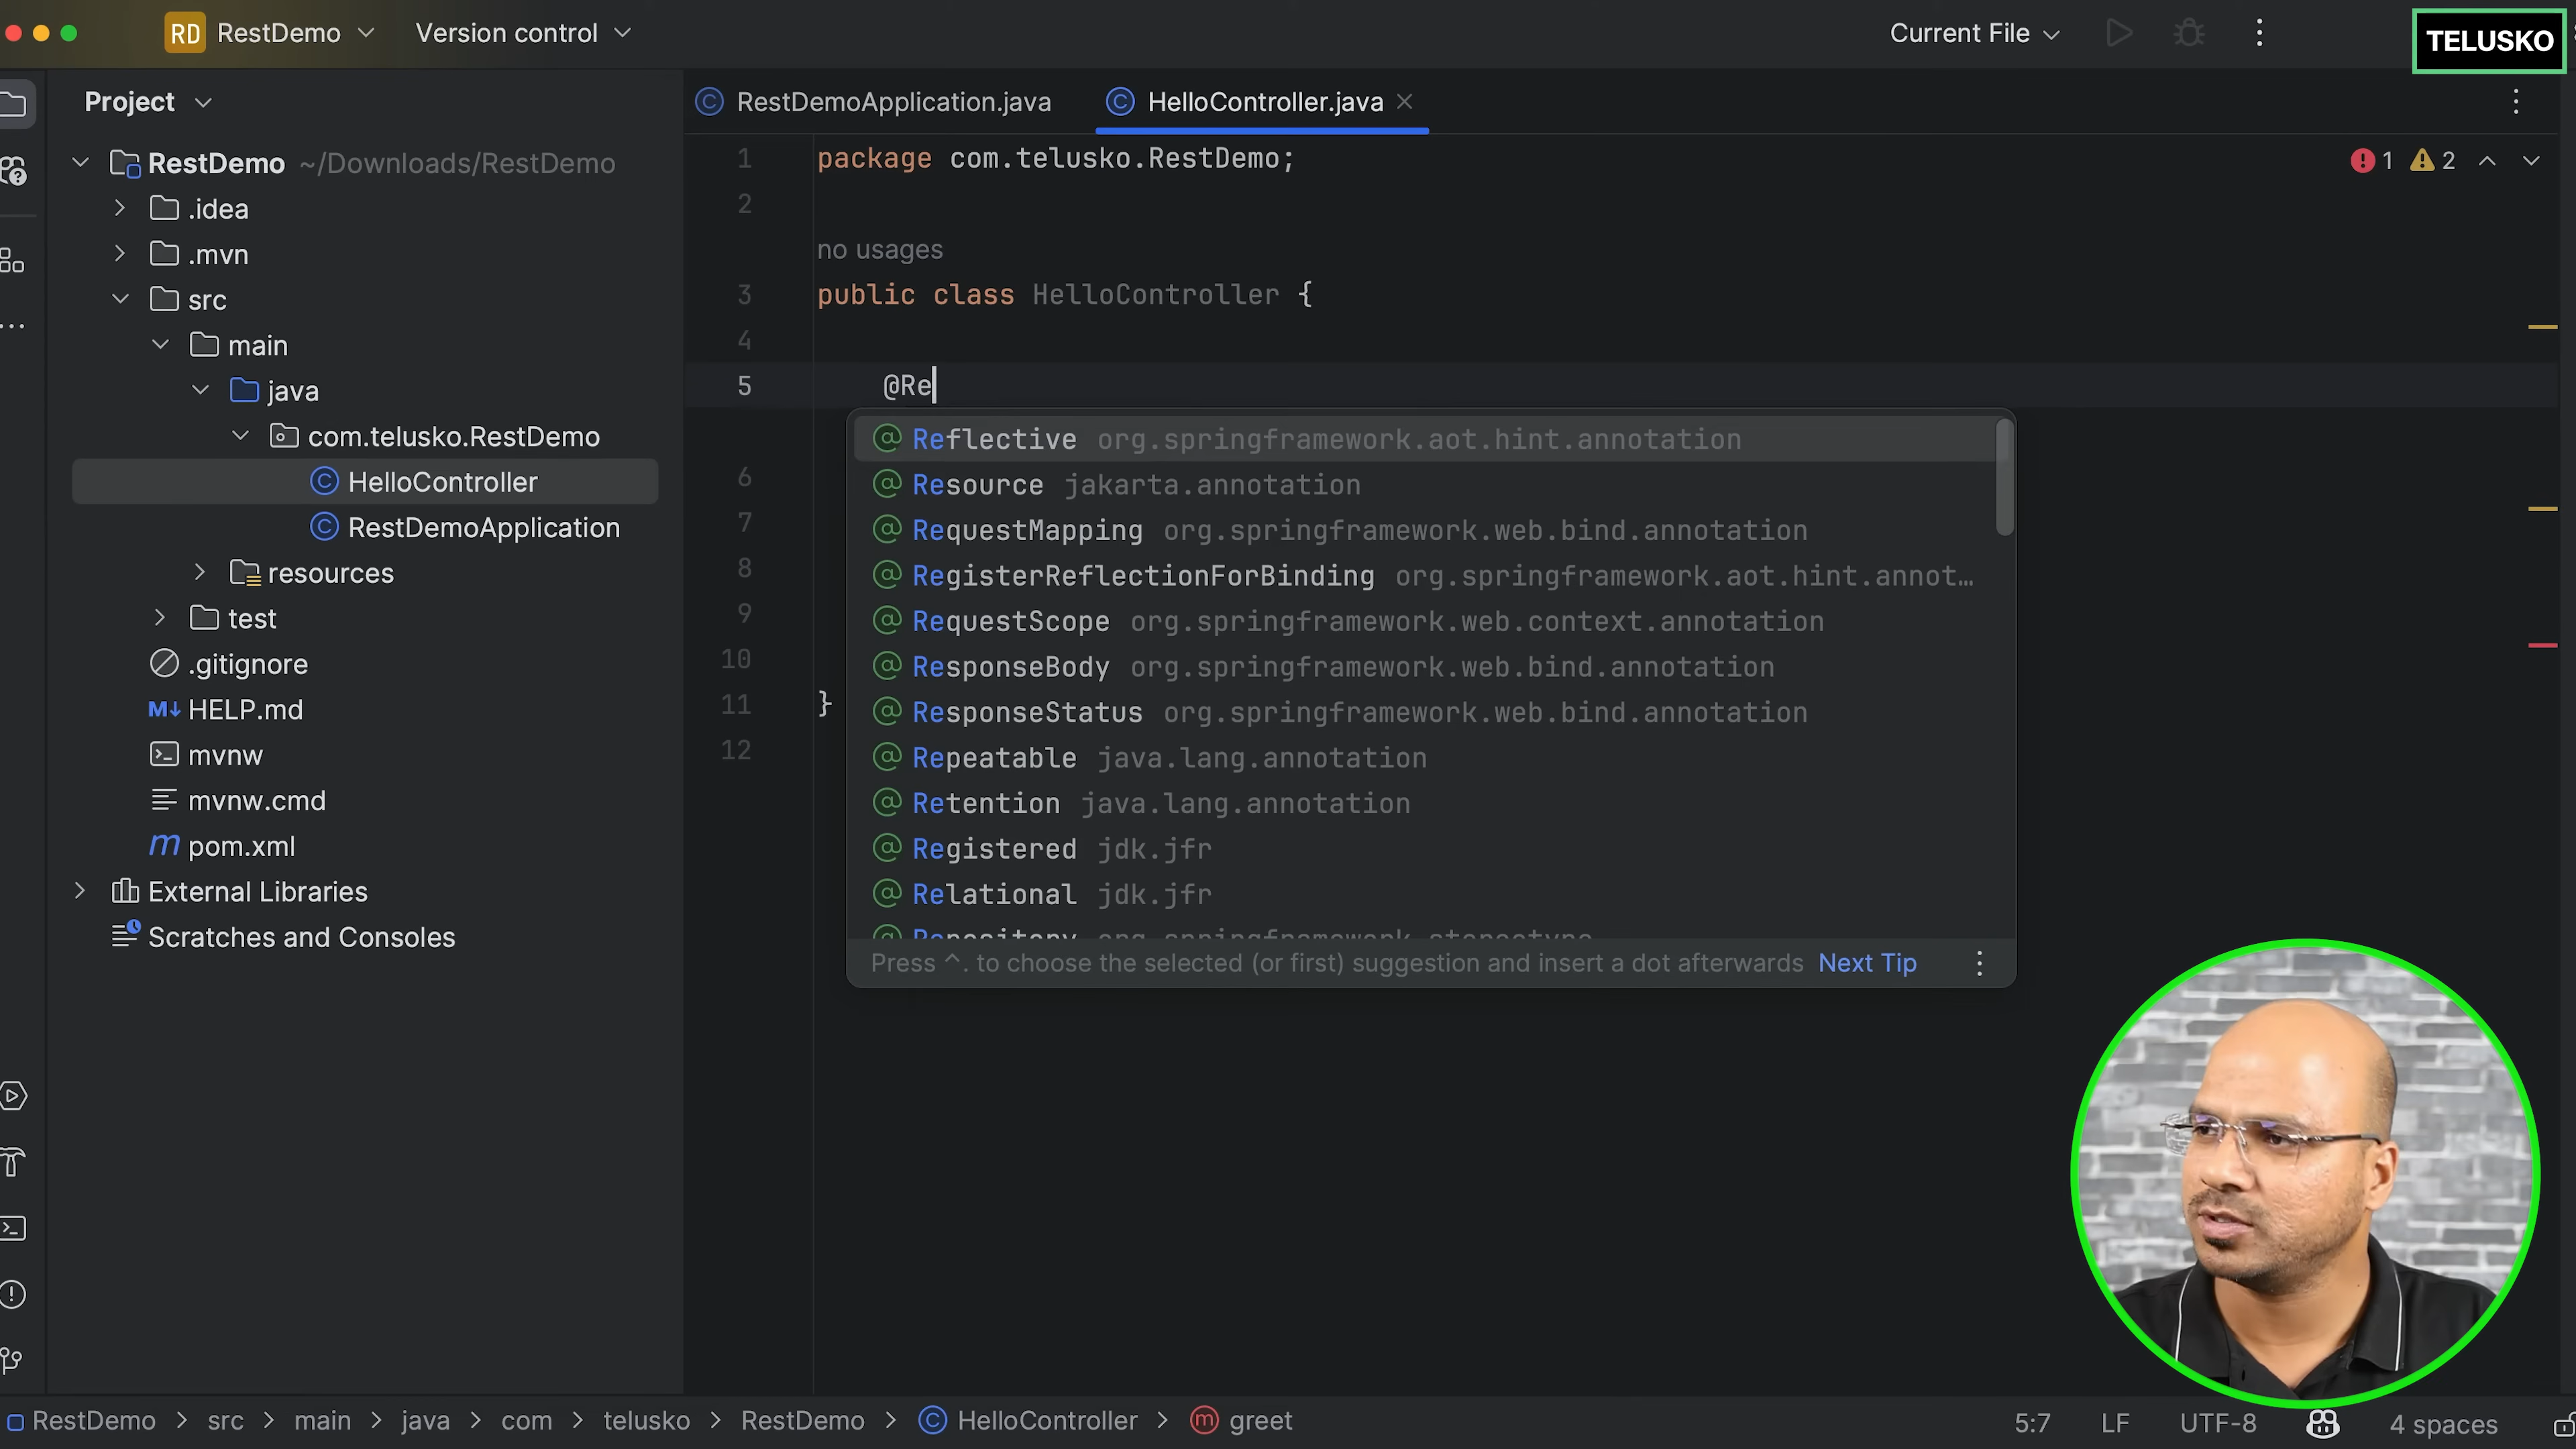 RD RestDemo Version control Current File TELUSKO
Project
RestDemo ~/Downloads/RestDemo
.idea
.mvn
src
main
java
com.telusko.RestDemo
HelloController
RestDemoApplication
resources
test
.gitignore
M↓ HELP.md
mvnw
mvnw.cmd
m pom.xml
External Libraries
Scratches and Consoles
RestDemoApplication.java HelloController.java
1 package com.telusko.RestDemo; 1 2
2
no usages
3 public class HelloController {
4
5 @Re
6
7
8
9
10
11 }
12
@ Reflective org.springframework.aot.hint.annotation
@ Resource jakarta.annotation
@ RequestMapping org.springframework.web.bind.annotation
@ RegisterReflectionForBinding org.springframework.aot.hint.annot…
@ RequestScope org.springframework.web.context.annotation
@ ResponseBody org.springframework.web.bind.annotation
@ ResponseStatus org.springframework.web.bind.annotation
@ Repeatable java.lang.annotation
@ Retention java.lang.annotation
@ Registered jdk.jfr
@ Relational jdk.jfr
@ Repository org.springframework.stereotype
Press ^. to choose the selected (or first) suggestion and insert a dot afterwards Next Tip
RestDemo > src > main > java > com > telusko > RestDemo > HelloController > greet 5:7 LF UTF-8 4 spaces